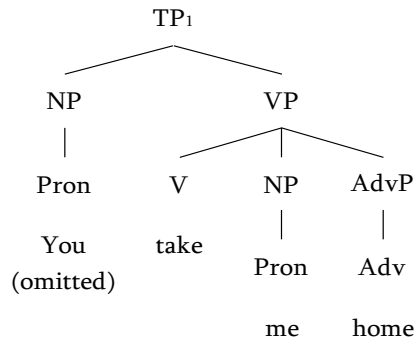 TP₁
NP VP
Pron V NP AdvP
You take Pron Adv
(omitted)
me home